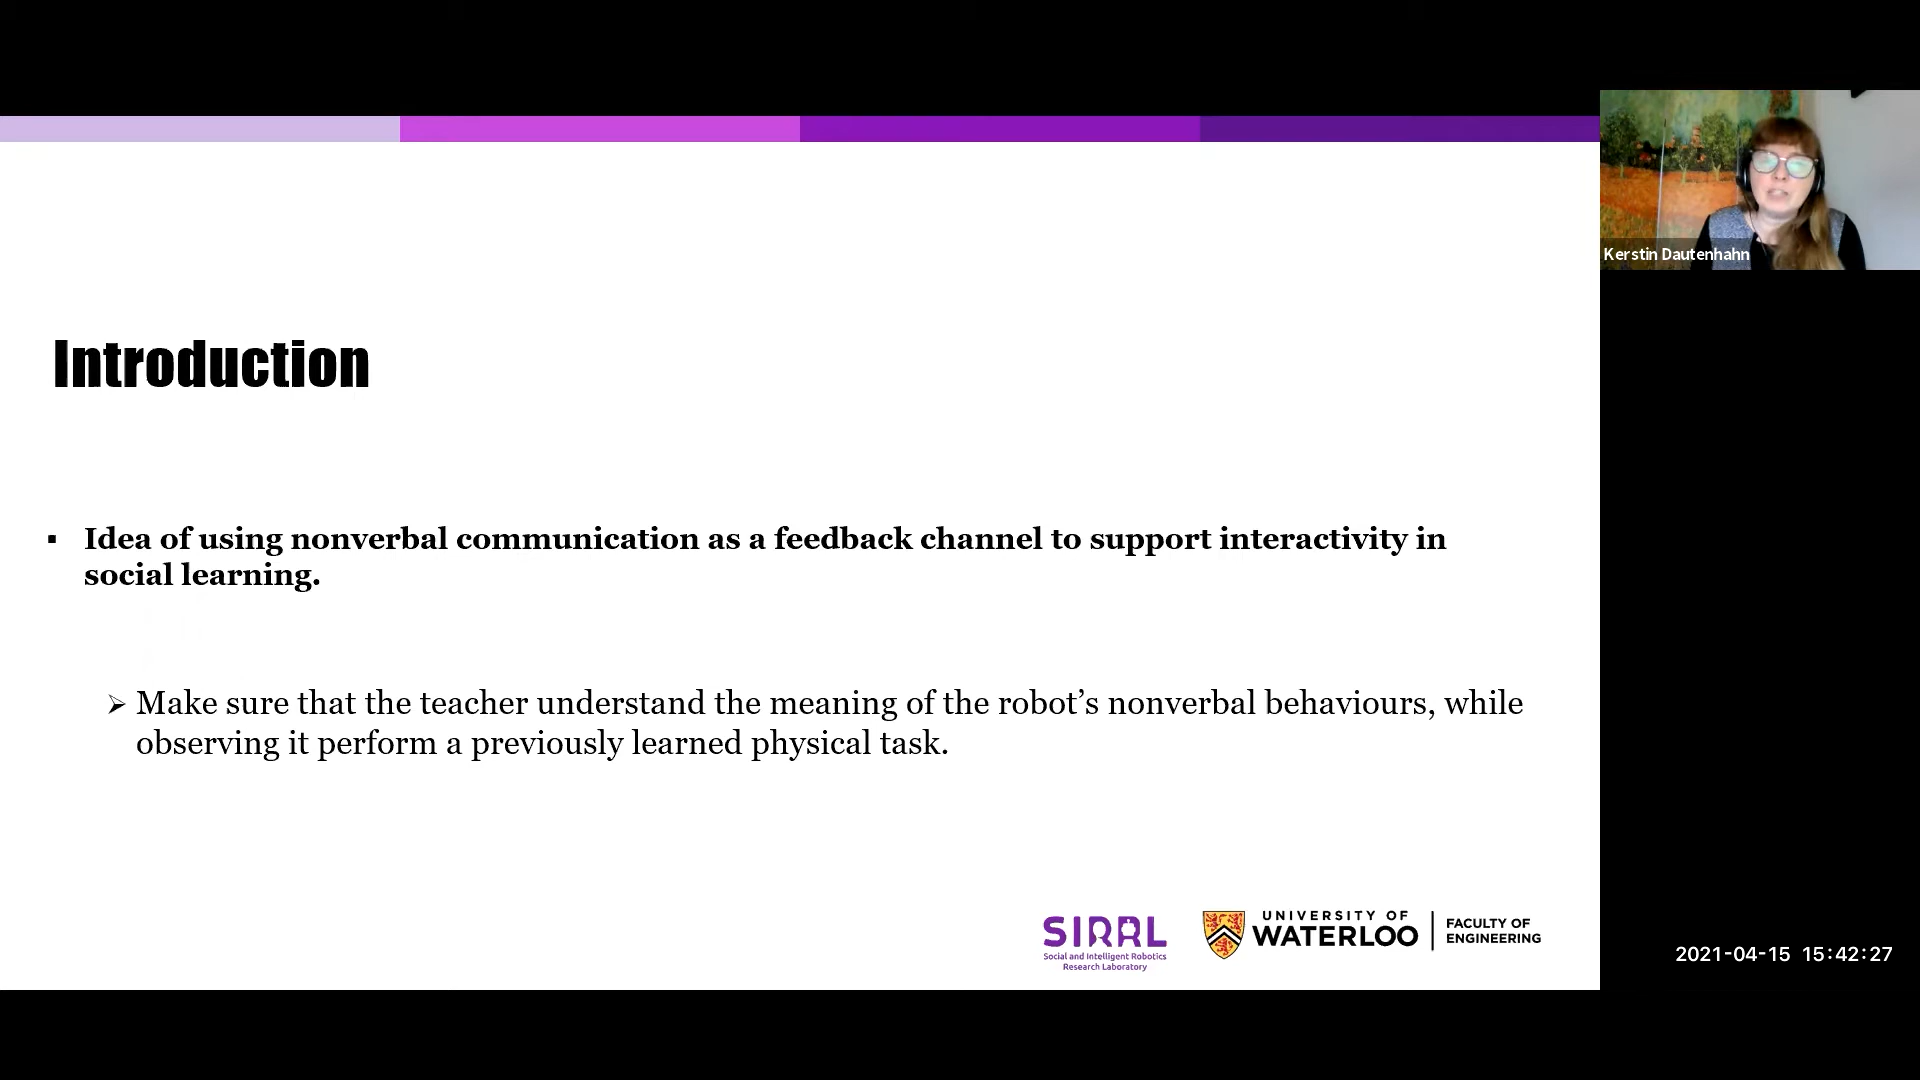 Kerstin Dautenhahn
Introduction
▪ Idea of using nonverbal communication as a feedback channel to support interactivity in
social learning.
➢ Make sure that the teacher understand the meaning of the robot’s nonverbal behaviours, while
observing it perform a previously learned physical task.
SIRRL
Social and Intelligent Robotics
Research Laboratory
UNIVERSITY OF
WATERLOO
FACULTY OF
ENGINEERING
2021-04-15 15:42:27